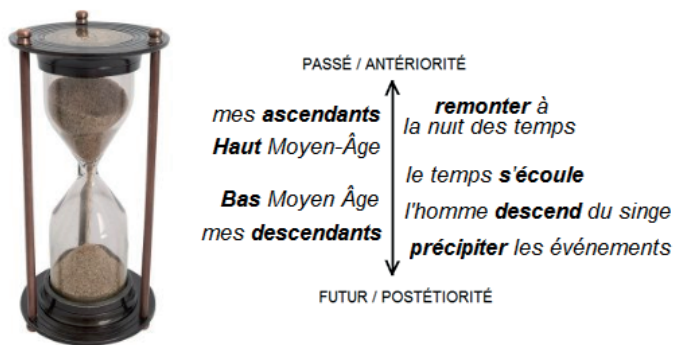 PASSÉ / ANTÉRIORITÉ
mes ascendants
Haut Moyen-Âge
Bas Moyen Âge
mes descendants
remonter à
la nuit des temps
le temps s'écoule
l'homme descend du singe
précipiter les événements
FUTUR / POSTÉTIORITÉ